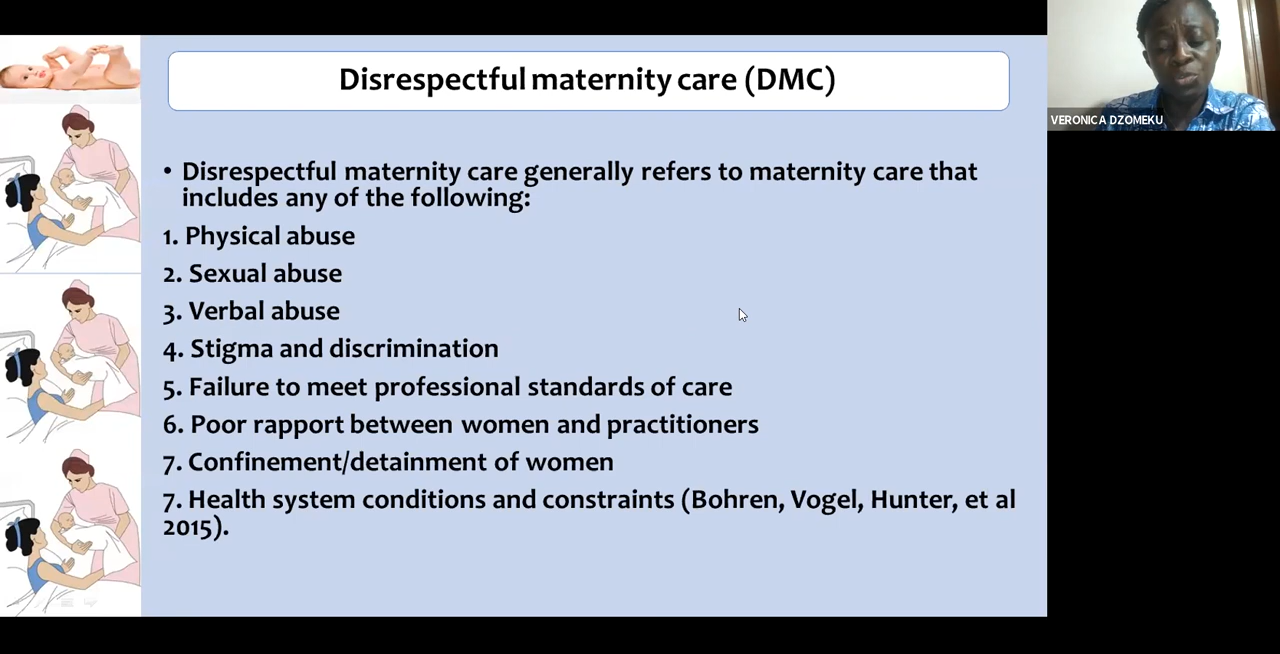 Disrespectful maternity care (DMC)
VERONICA DZOMEKU
• Disrespectful maternity care generally refers to maternity care that
includes any of the following:
1. Physical abuse
2. Sexual abuse
3. Verbal abuse
4. Stigma and discrimination
5. Failure to meet professional standards of care
6. Poor rapport between women and practitioners
7. Confinement/detainment of women
7. Health system conditions and constraints (Bohren, Vogel, Hunter, et al
2015).